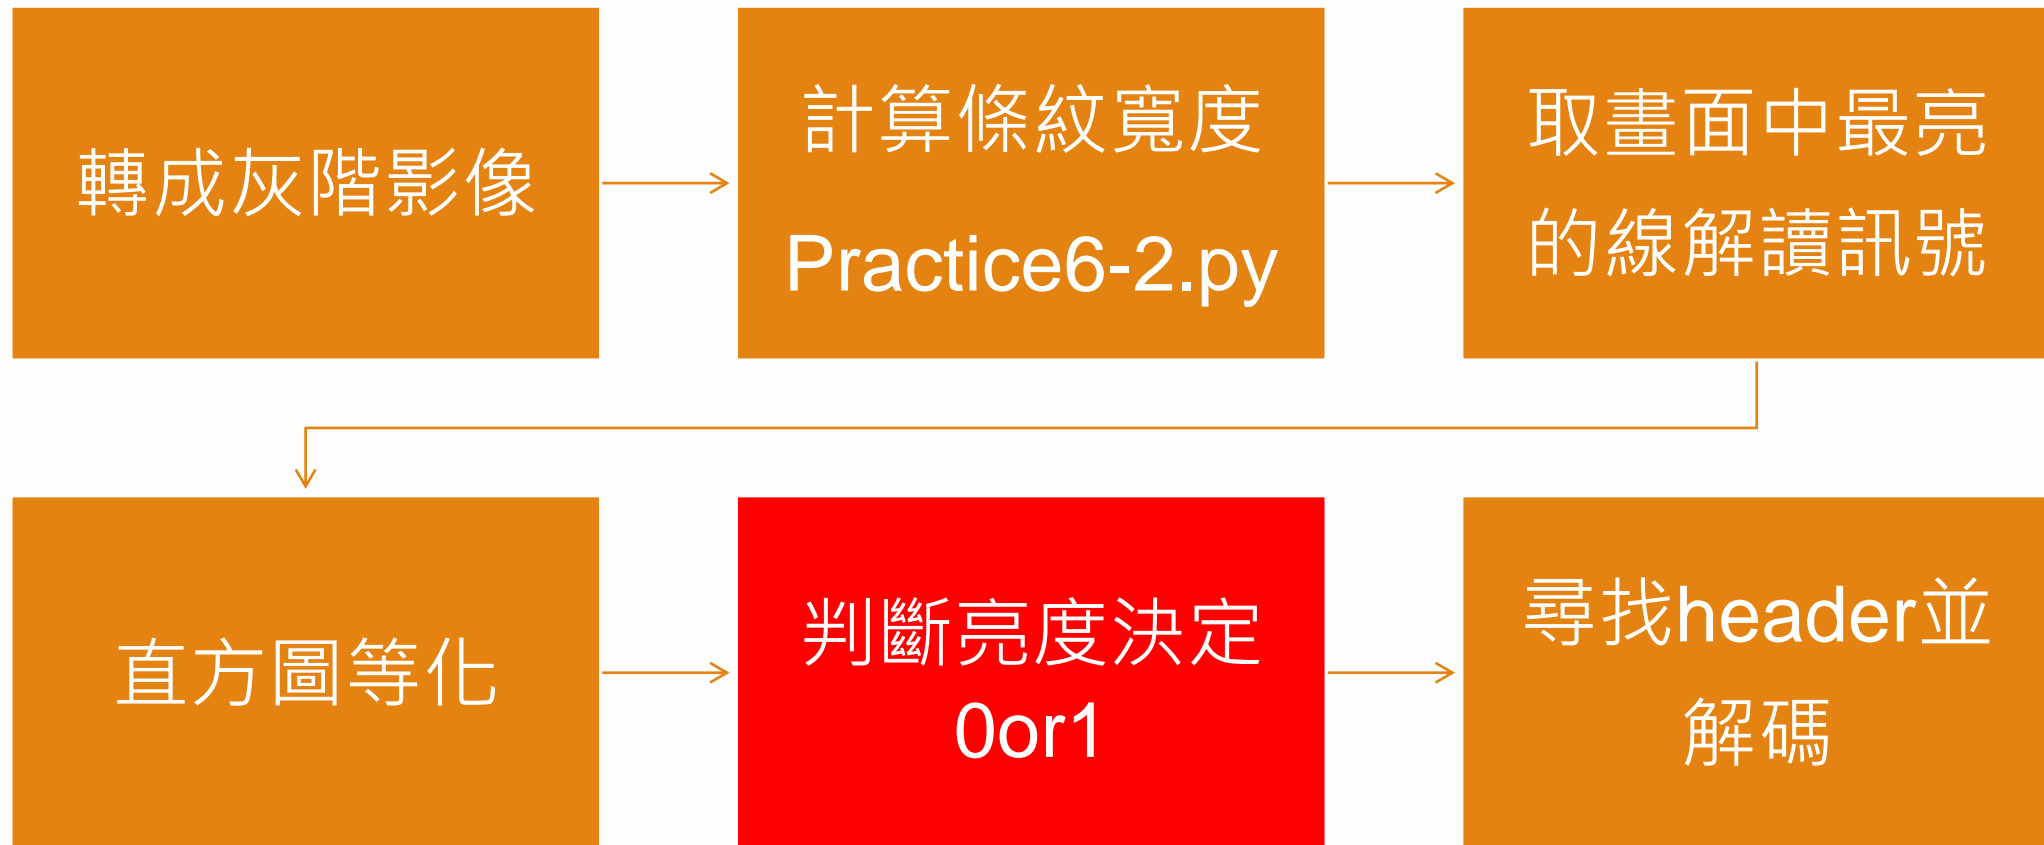 轉成灰階影像
計算條紋寬度
Practice6-2.py
取畫面中最亮
的線解讀訊號
直方圖等化
判斷亮度決定
0or1
尋找header並
解碼